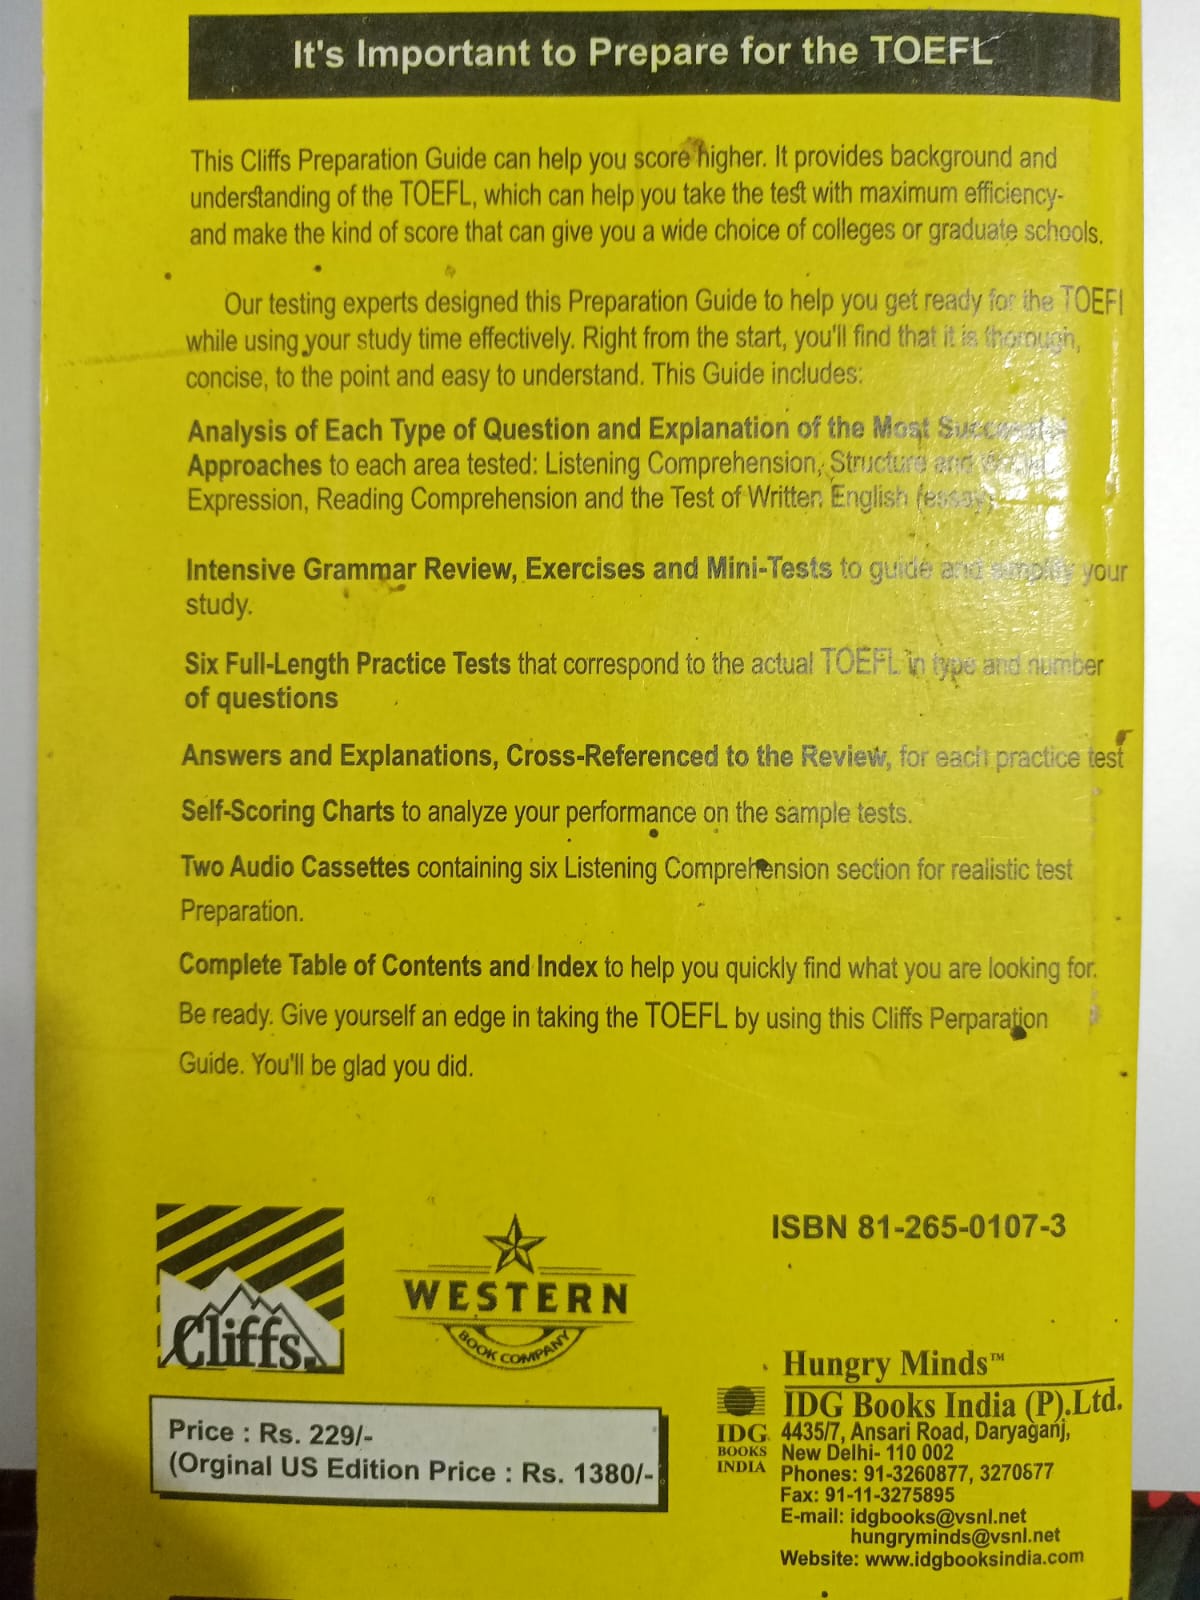 It's Important to Prepare for the TOEFL
This Cliffs Preparation Guide can help you score higher. It provides background and
understanding of the TOEFL, which can help you take the test with maximum efficiency-
and make the kind of score that can give you a wide choice of colleges or graduate schools.
Our testing experts designed this Preparation Guide to help you get ready for the TOEFL
while using your study time effectively. Right from the start, you'll find that it is thorough,
concise, to the point and easy to understand. This Guide includes:
Analysis of Each Type of Question and Explanation of the Most
Approaches to each area tested: Listening Comprehension, Structure and
Expression, Reading Comprehension and the Test of Written English (essay)
Intensive Grammar Review, Exercises and Mini-Tests to guide and simplify your
study.
Six Full-Length Practice Tests that correspond to the actual TOEFL in type and number
of questions
Answers and Explanations, Cross-Referenced to the Review, for each practice test
Self-Scoring Charts to analyze your performance on the sample tests.
Two Audio Cassettes containing six Listening Comprehension section for realistic test
Preparation.
Complete Table of Contents and Index to help you quickly find what you are looking for.
Be ready. Give yourself an edge in taking the TOEFL by using this Cliffs Perparation
Guide. You'll be glad you did.
Cliffs
WESTERN
BOOK COMPANY
ISBN 81-265-0107-3
Price : Rs. 229/-
(Orginal US Edition Price : Rs. 1380/-
IDG
BOOKS
INDIA
Hungry Minds™
IDG Books India (P).Ltd.
4435/7, Ansari Road, Daryaganj,
New Delhi- 110 002
Phones: 91-3260877, 3270877
Fax: 91-11-3275895
E-mail: idgbooks@vsnl.net
hungryminds@vsnl.net
Website: www.idgbooksindia.com